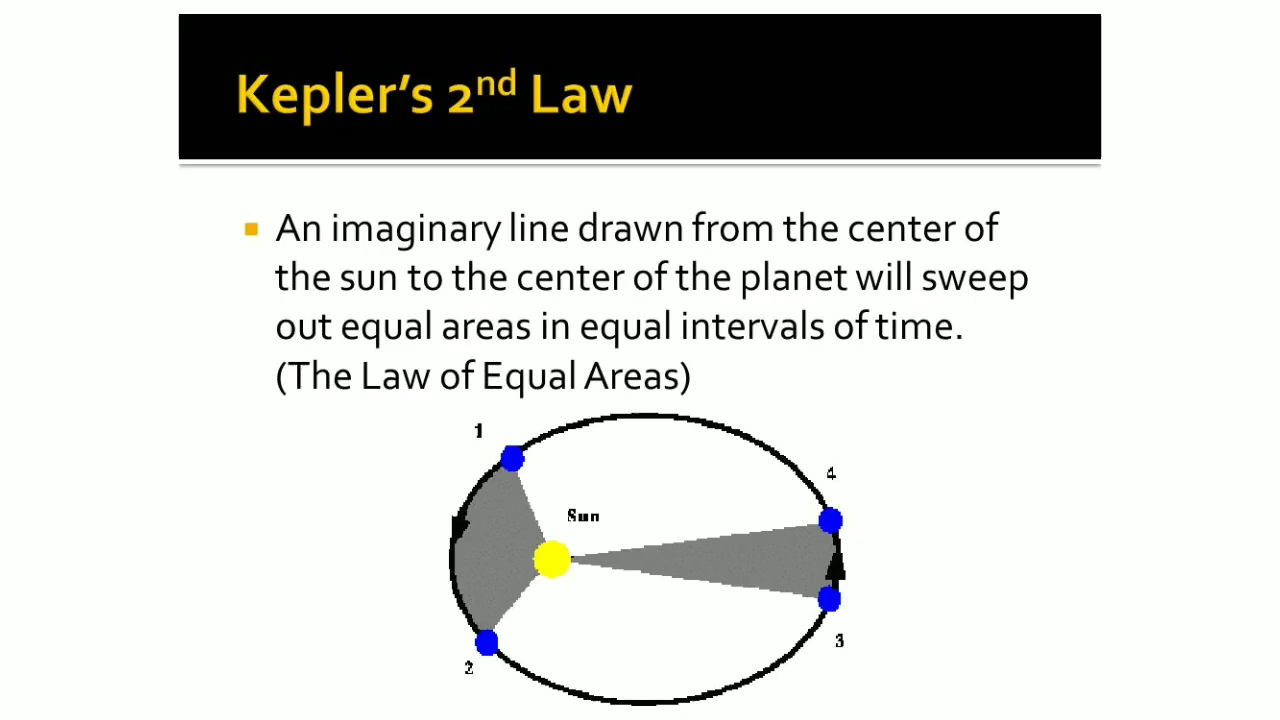 Kepler's 2nd Law
An imaginary line drawn from the center of
the sun to the center of the planet will sweep
out equal areas in equal intervals of time.
(The Law of Equal Areas)
1
4
Sun
3
2